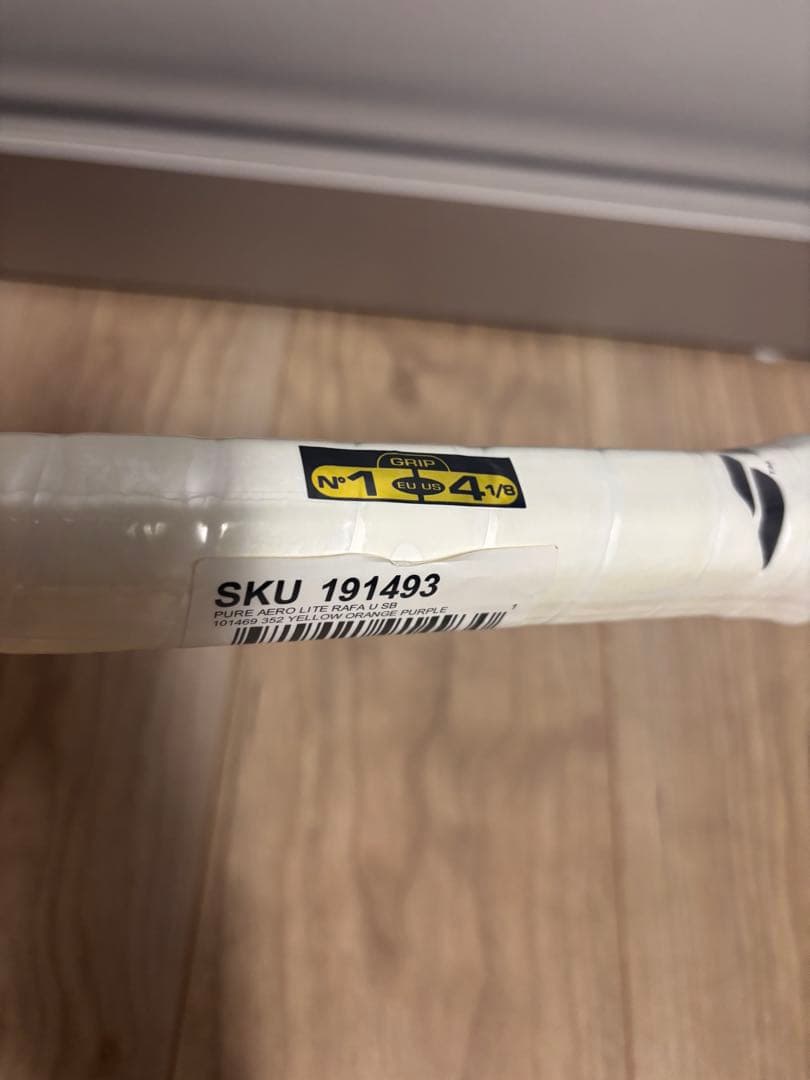 GRIP
Nº1 EU US 4.1/8
SKU 191493
PURE AERO LITE RAFA U SB
101469 352 YELLOW ORANGE PURPLE
1